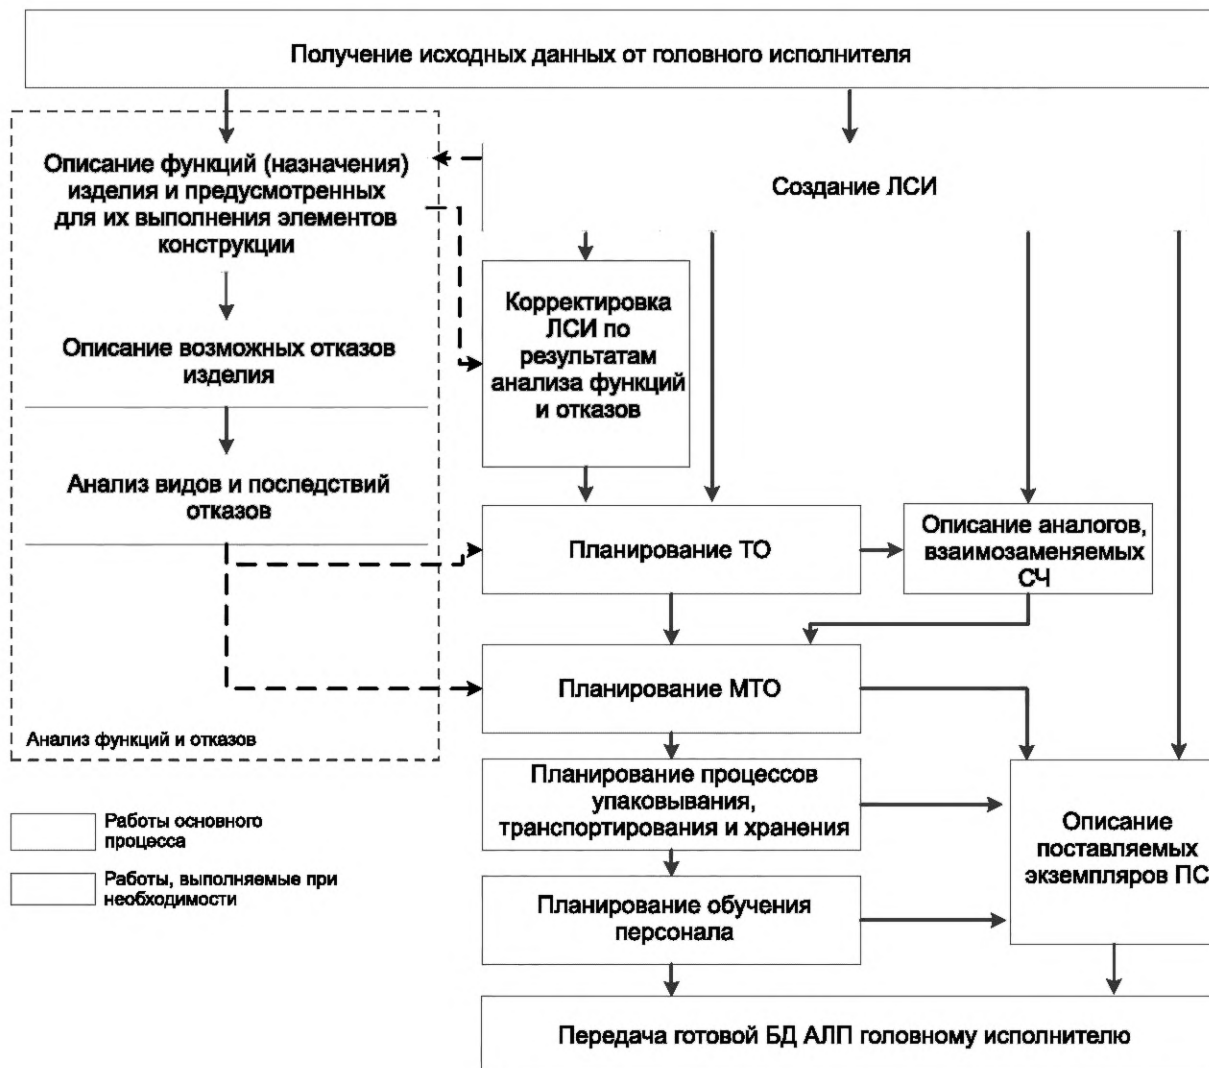 Получение исходных данных от головного исполнителя
Описание функций (назначения)
изделия и предусмотренных
для их выполнения элементов
конструкции
Создание ЛСИ
Описание возможных отказов
изделия
Корректировка
ЛСИ по
результатам
анализа функций
и отказов
Анализ видов и последствий
отказов
Планирование ТО
Описание аналогов,
взаимозаменяемых
СЧ
Планирование МТО
Анализ функций и отказов
Планирование процессов
упаковывания,
транспортирования и хранения
Описание
поставляемых
экземпляров ПС
Работы основного
процесса
Работы, выполняемые при
необходимости
Планирование обучения
персонала
Передача готовой БД АЛП головному исполнителю